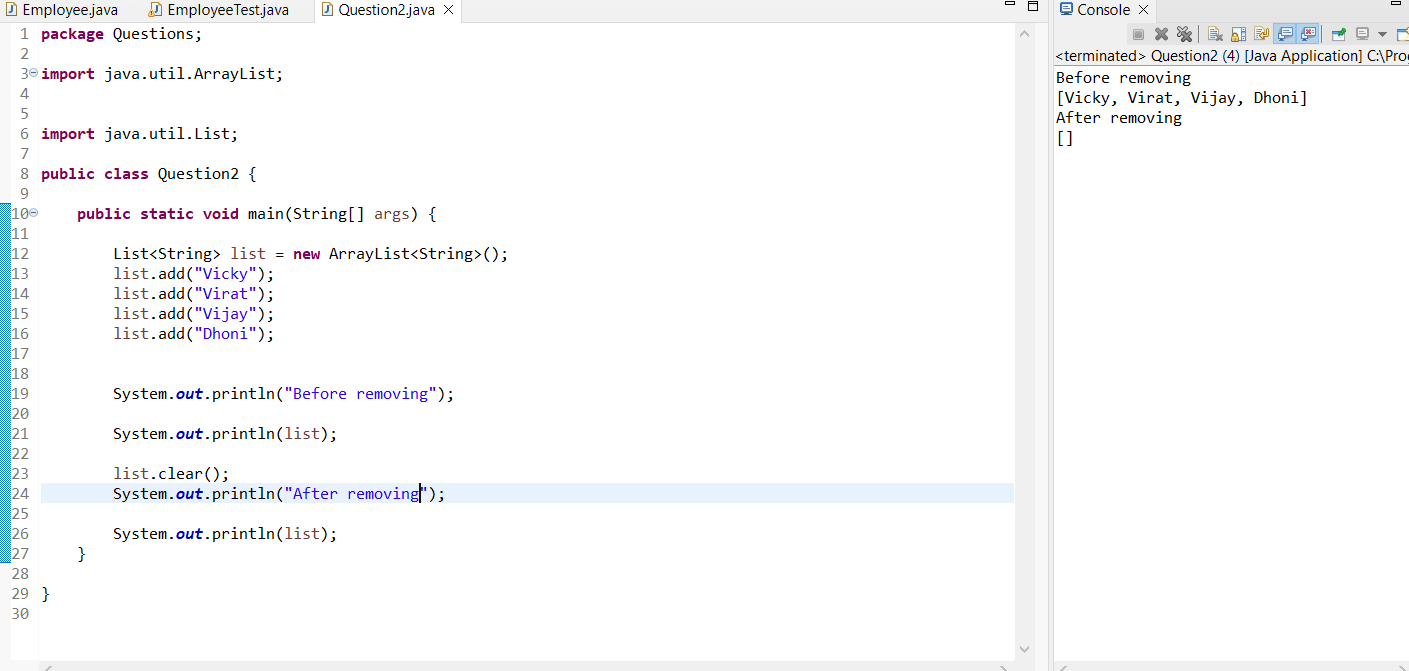 Employee.java EmployeeTest.java Question2.java
1 package Questions;
2
3 import java.util.ArrayList;
4
5
6 import java.util.List;
7
8 public class Question2 {
9
10 public static void main(String[] args) {
11
12 List<String> list = new ArrayList<String>();
13 list.add("Vicky");
14 list.add("Virat");
15 list.add("Vijay");
16 list.add("Dhoni");
17
18
19 System.out.println("Before removing");
20
21 System.out.println(list);
22
23 list.clear();
24 System.out.println("After removing");
25
26 System.out.println(list);
27 }
28
29 }
30
Console
<terminated> Question2 (4) [Java Application] C:\Prog
Before removing
[Vicky, Virat, Vijay, Dhoni]
After removing
[]